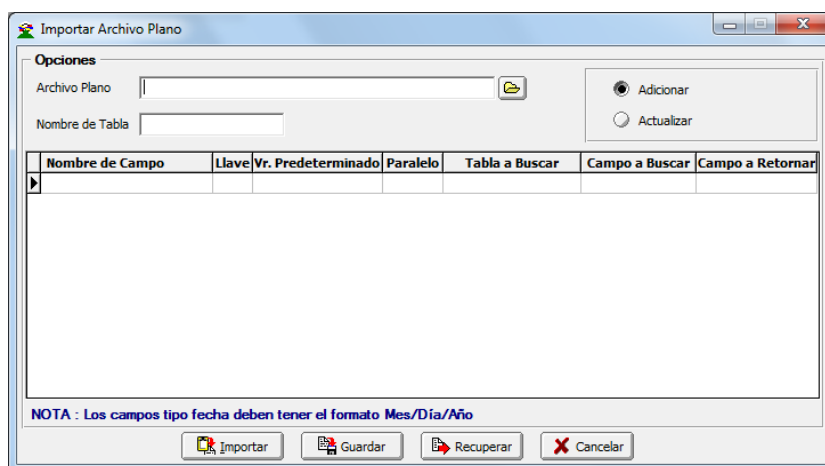 Importar Archivo Plano
Opciones
Archivo Plano
Adicionar
Nombre de Tabla
Actualizar
Nombre de Campo Llave Vr. Predeterminado Paralelo Tabla a Buscar Campo a Buscar Campo a Retornar
NOTA : Los campos tipo fecha deben tener el formato Mes/Día/Año
Importar Guardar Recuperar Cancelar